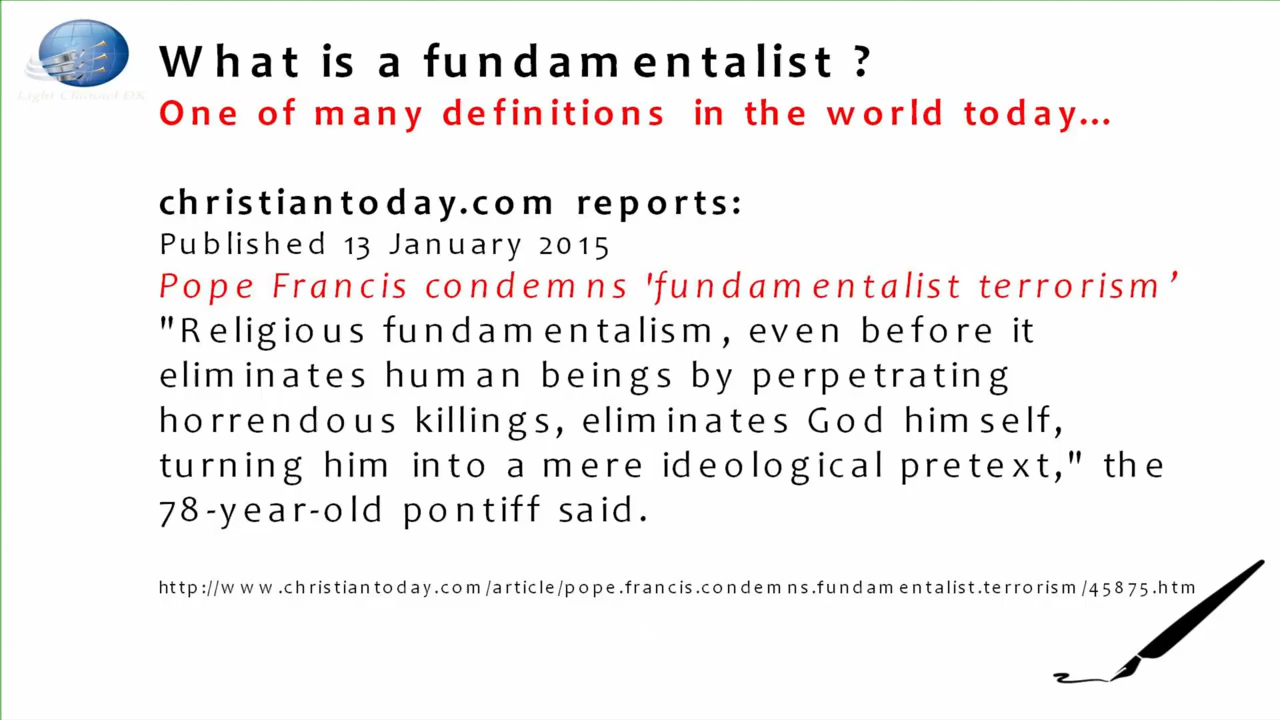 Light Channel DK
What is a fundamentalist ?
One of many definitions in the world today...
christiantoday.com reports:
Published 13 January 2015
Pope Francis condemns 'fundamentalist terrorism’
"Religious fundamentalism, even before it
eliminates human beings by perpetrating
horrendous killings, eliminates God himself,
turning him into a mere ideological pretext," the
78-year-old pontiff said.
http://www.christiantoday.com/article/pope.francis.condemns.fundamentalist.terrorism/45875.htm